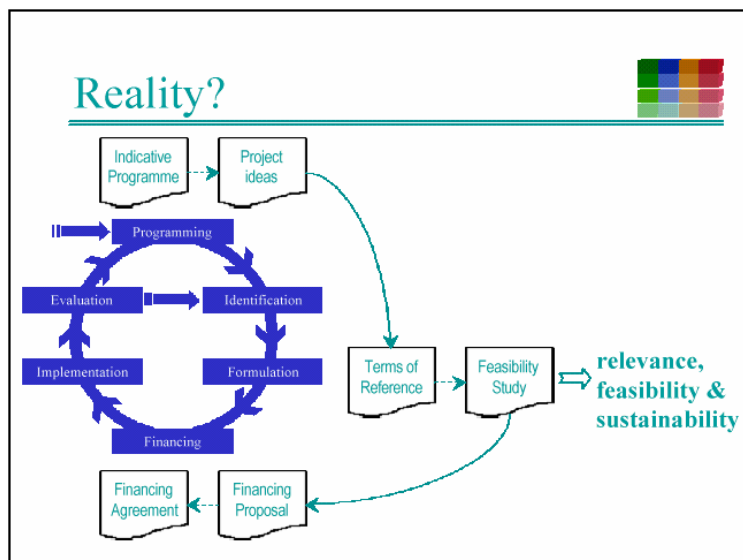 Reality?
Indicative
Programme
Project
ideas
Programming
Evaluation
Identification
Implementation
Formulation
Financing
Terms of
Reference
Feasibility
Study
relevance,
feasibility &
sustainability
Financing
Agreement
Financing
Proposal